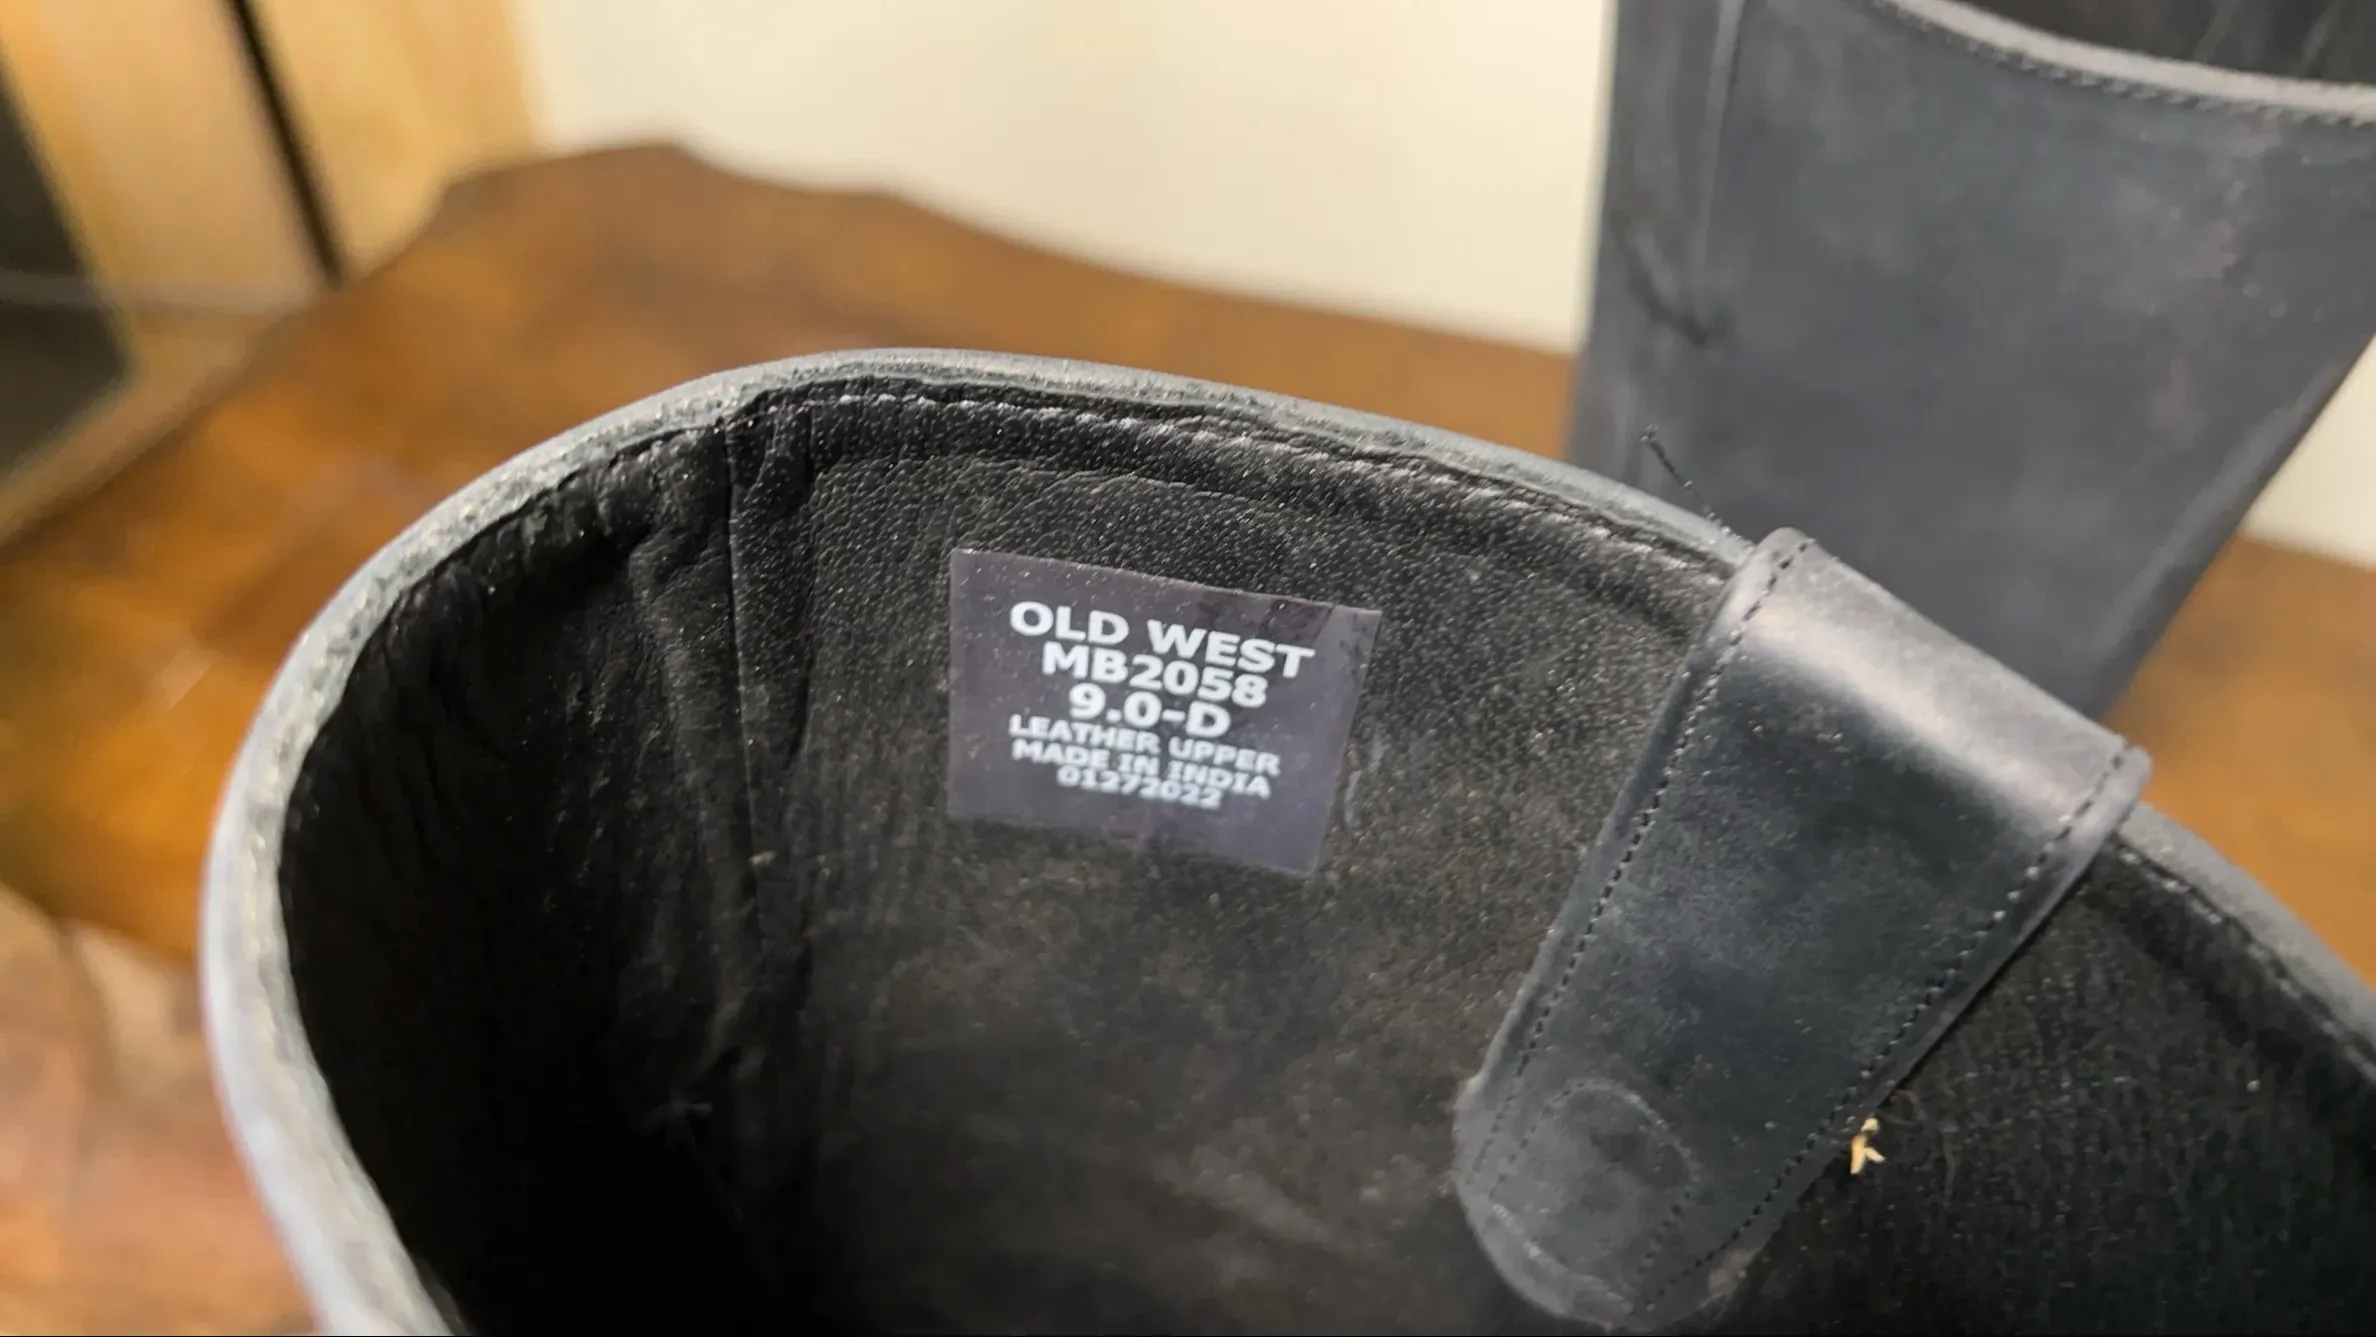 OLD WEST
MB2058
9.0-D
LEATHER UPPER
MADE IN INDIA
01272022